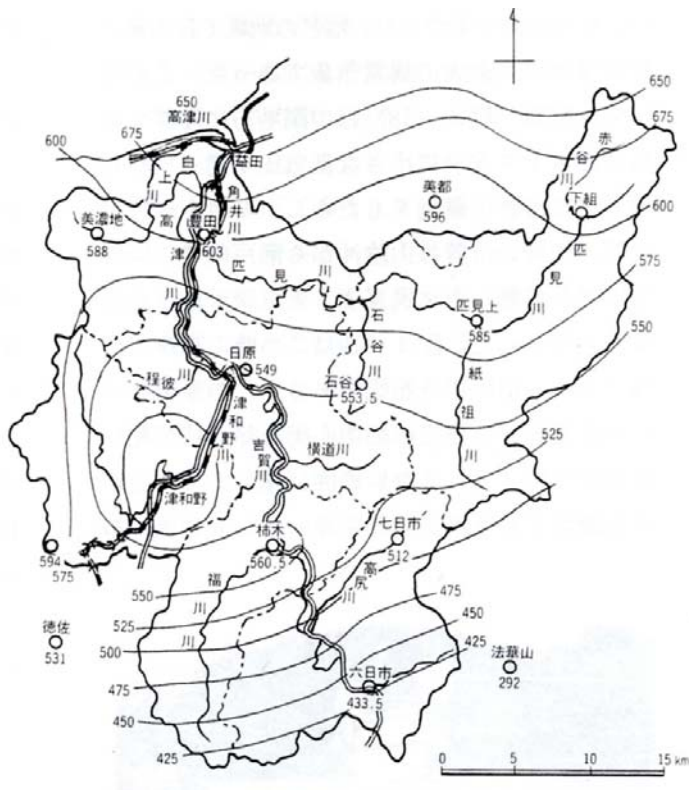 650
高津川
675
600
益田
白
上
川
角
井
川
高
津
川
豊田
603
美濃地
588
美都
596
650
675
赤
谷
川
下組
600
匹
見
川
匹
見
川
匹見上
585
575
550
石
谷
川
石谷
553.5
紙
祖
川
525
日原
549
程
彼
川
津
和
野
川
吉
賀
川
横道川
津和野
594
575
柿木
560.5
七日市
512
高
尻
川
福
川
川
550
525
500
475
450
425
475
450
425
徳佐
531
六日市
433.5
法華山
292
0 5 10 15 km